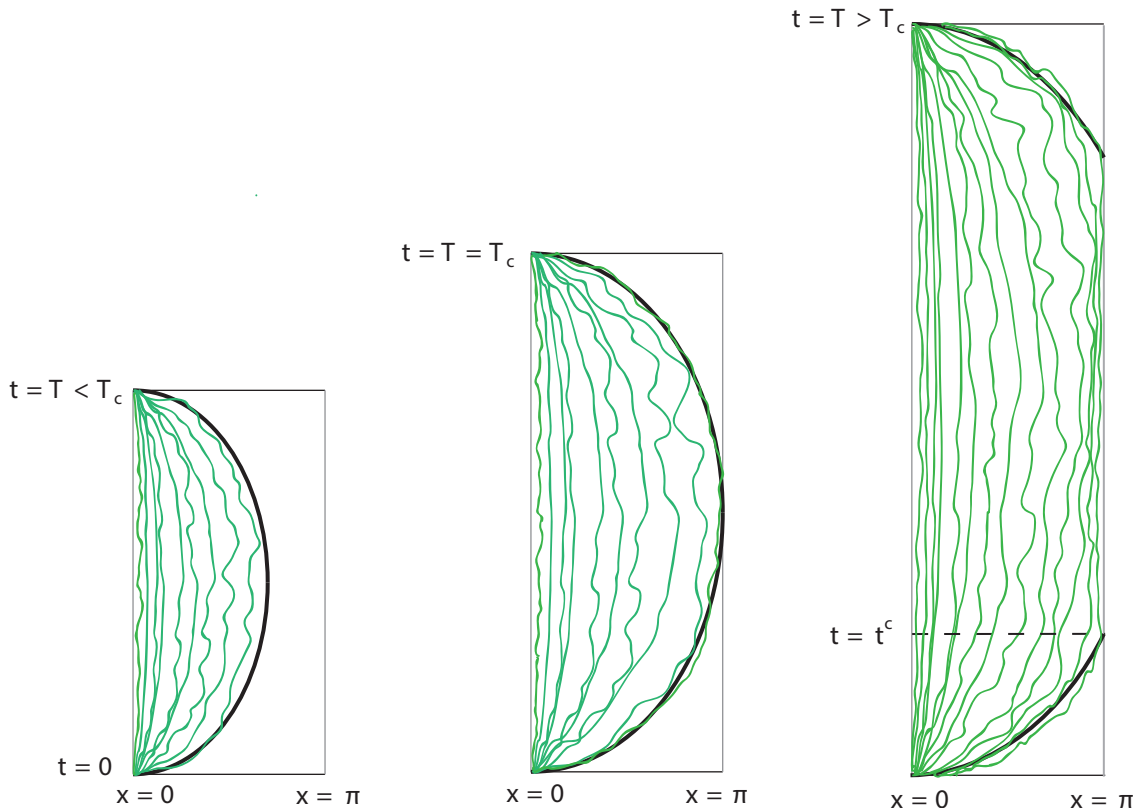 t = T > T_c
t = T = T_c
t = T < T_c
t = t^c
t = 0
x = 0
x = π
x = 0
x = π
x = 0
x = π